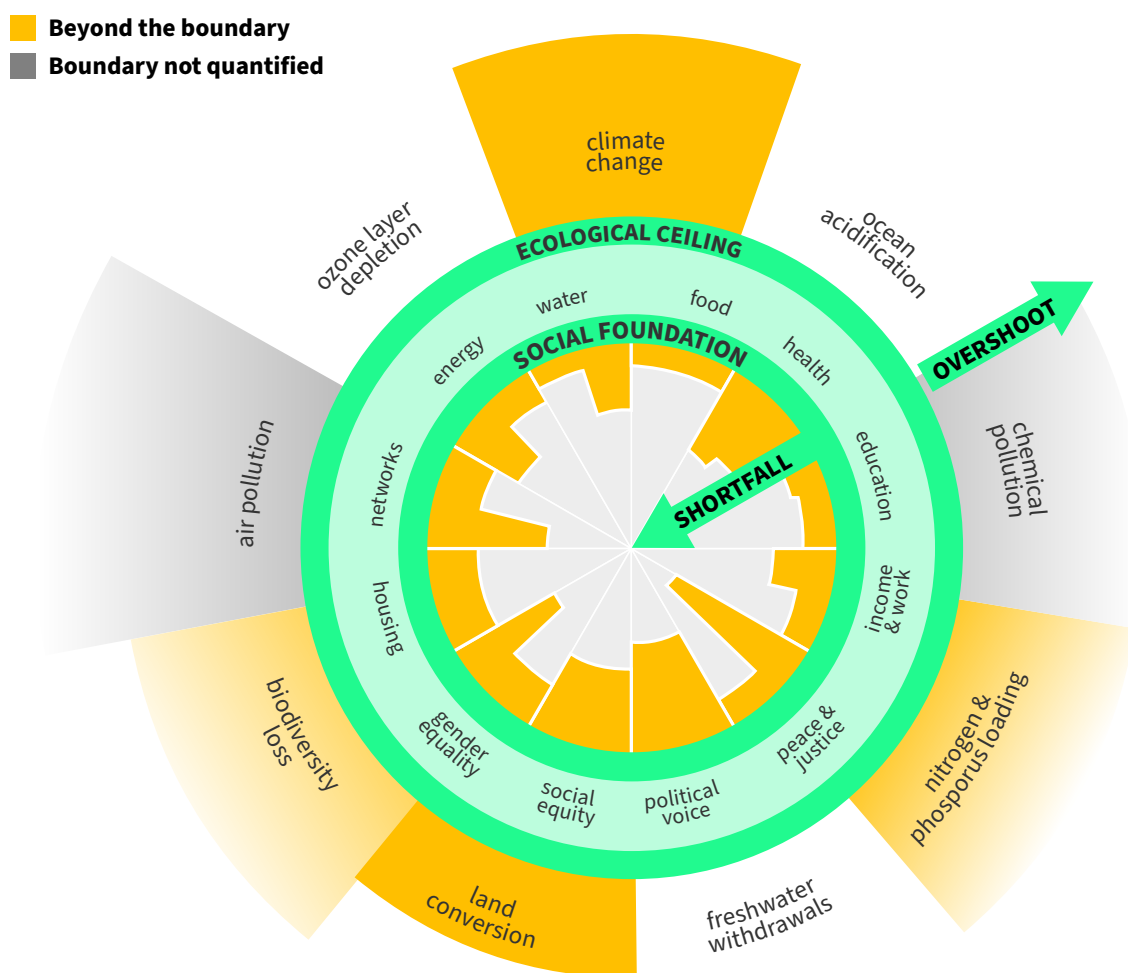 Beyond the boundary
Boundary not quantified
climate
change
ozone layer
depletion
ocean
acidification
ECOLOGICAL CEILING
water
food
OVERSHOOT
SOCIAL FOUNDATION
energy
health
air pollution
networks
SHORTFALL
education
chemical
pollution
housing
income
& work
biodiversity
loss
gender
equality
peace &
justice
nitrogen &
phosporus loading
social
equity
political
voice
land
conversion
freshwater
withdrawals